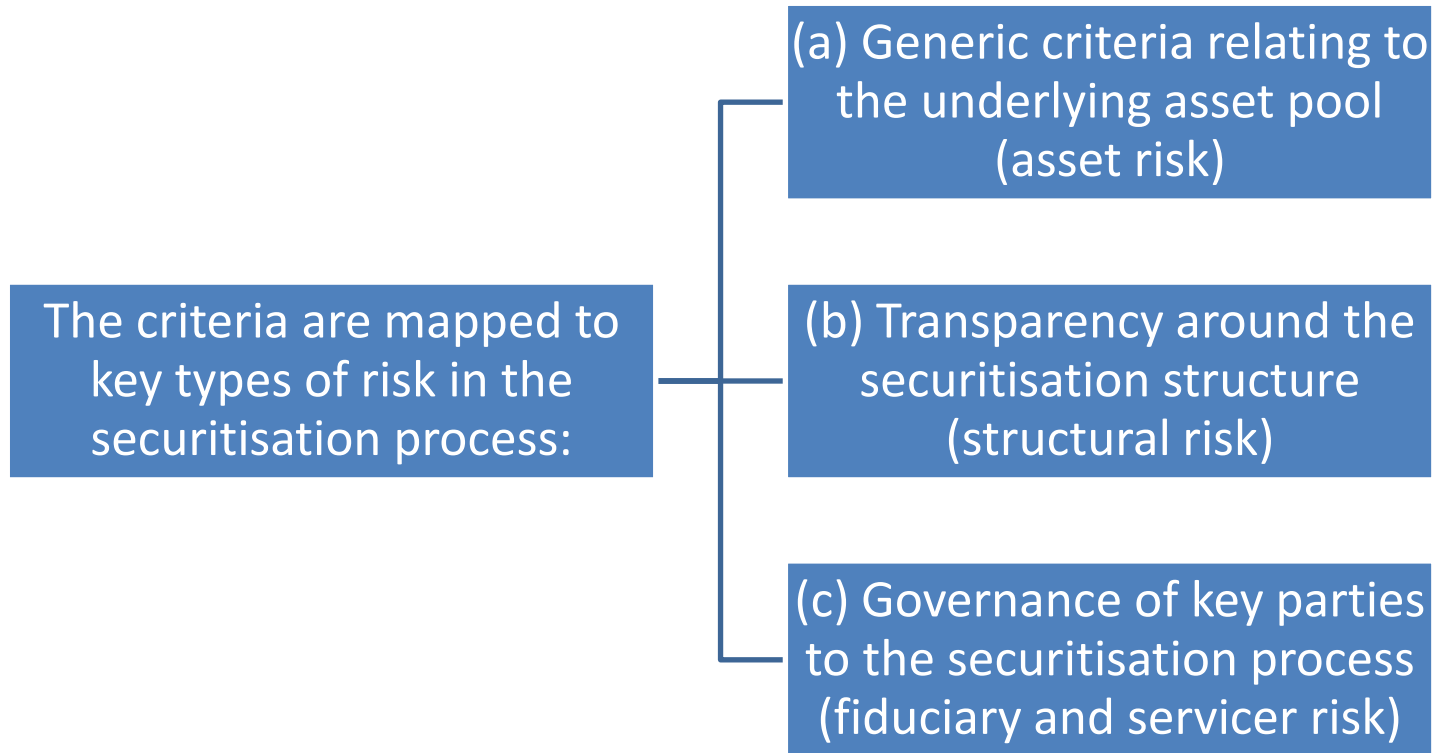 The criteria are mapped to
key types of risk in the
securitisation process:
(a) Generic criteria relating to
the underlying asset pool
(asset risk)
(b) Transparency around the
securitisation structure
(structural risk)
(c) Governance of key parties
to the securitisation process
(fiduciary and servicer risk)